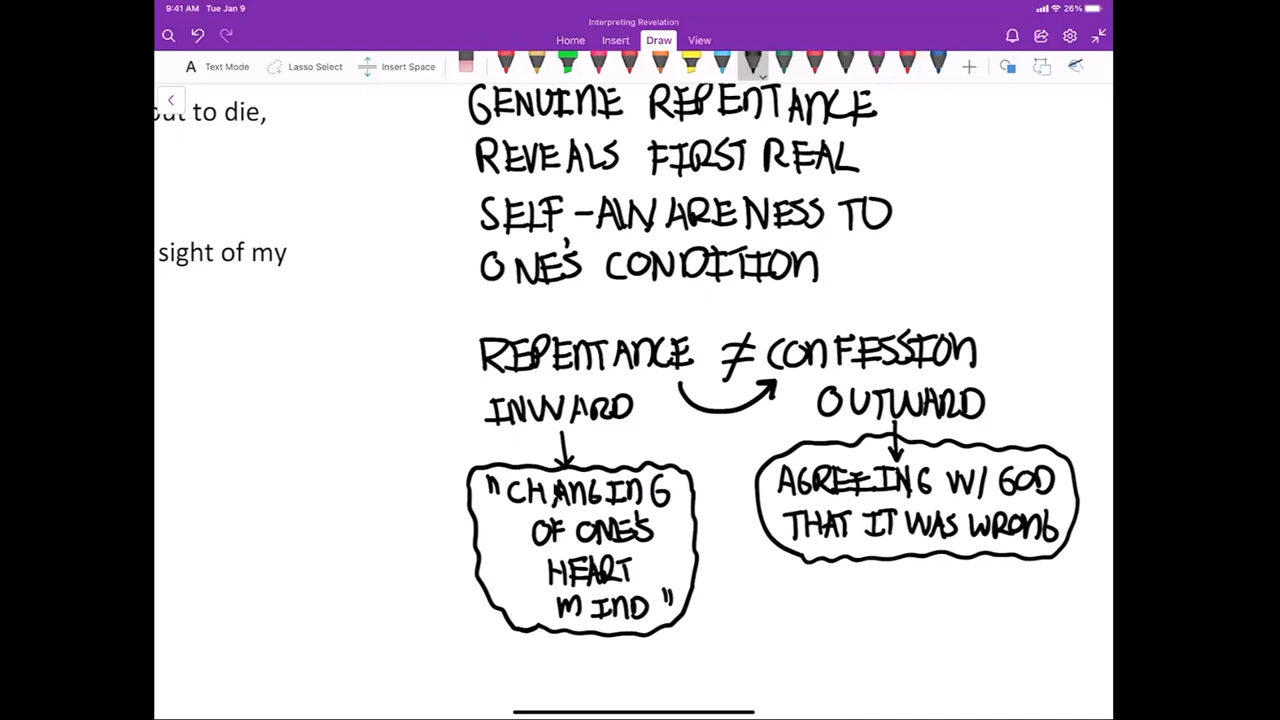 9:41 AM Tue Jan 9
26%
Interpreting Revelation
Home Insert Draw View
A Text Mode Lasso Select Insert Space
to die,
sight of my
GENUINE REPENTANCE
REVEALS FIRST REAL
SELF-AWARENESS TO
ONE'S CONDITION
REPENTANCE ≠ CONFESSION
INWARD OUTWARD
"CHANGING
OF ONE'S
HEART
MIND"
AGREEING W/ GOD
THAT IT WAS WRONG